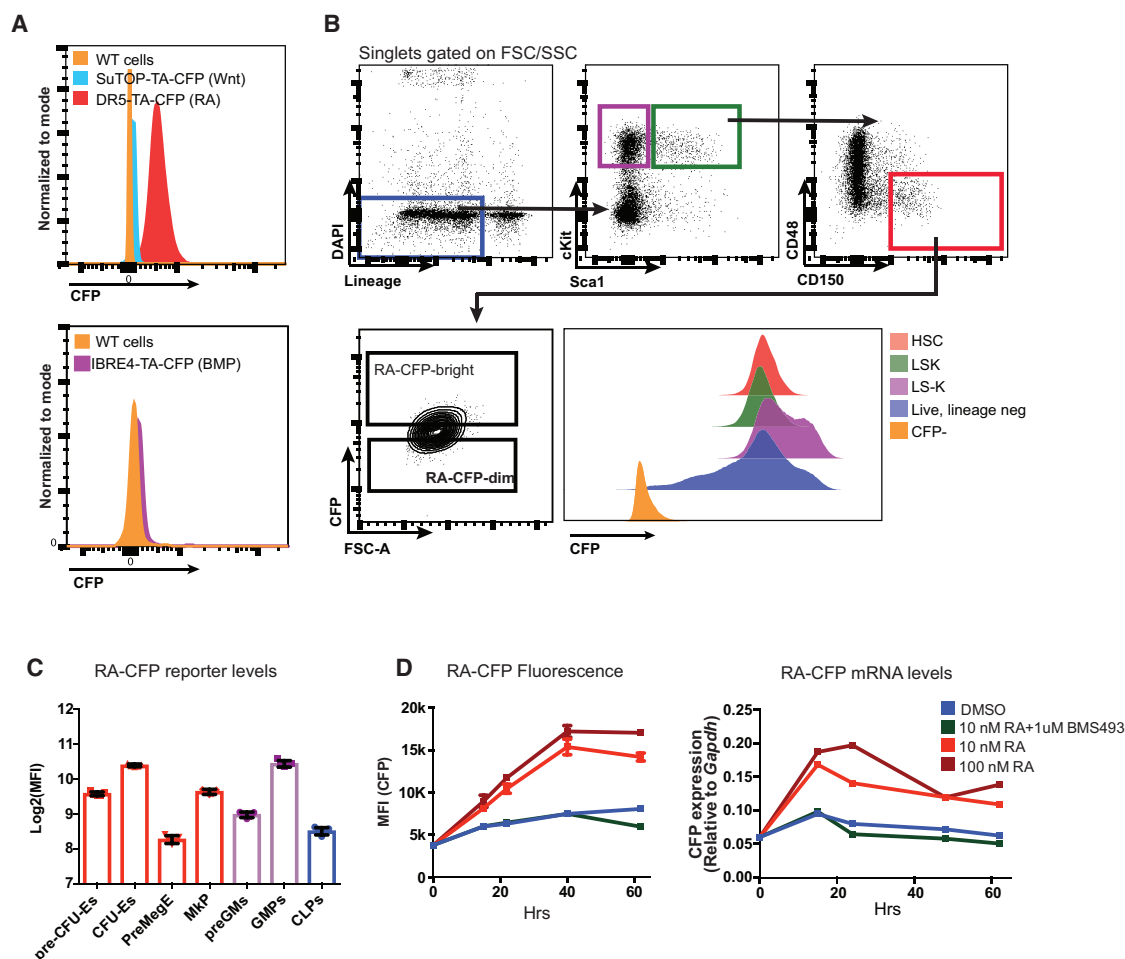 A
WT cells
SuTOP-TA-CFP (Wnt)
DR5-TA-CFP (RA)
Normalized to mode
0
CFP
WT cells
IBRE4-TA-CFP (BMP)
Normalized to mode
0
0
CFP
B
Singlets gated on FSC/SSC
DAPI
Lineage
cKit
Sca1
CD48
CD150
RA-CFP-bright
RA-CFP-dim
CFP
FSC-A
CFP
HSC
LSK
LS-K
Live, lineage neg
CFP-
C
RA-CFP reporter levels
Log2(MFI)
12
11
10
9
8
7
pre-CFU-Es
CFU-Es
PreMegE
MkP
preGMs
GMPs
CLPs
D
RA-CFP Fluorescence
MFI (CFP)
20k
15K
10K
5k
0
0
20
40
60
Hrs
RA-CFP mRNA levels
CFP expression
(Relative to Gapdh)
0.25
0.20
0.15
0.10
0.05
0.00
0
20
40
60
Hrs
DMSO
10 nM RA+1uM BMS493
10 nM RA
100 nM RA